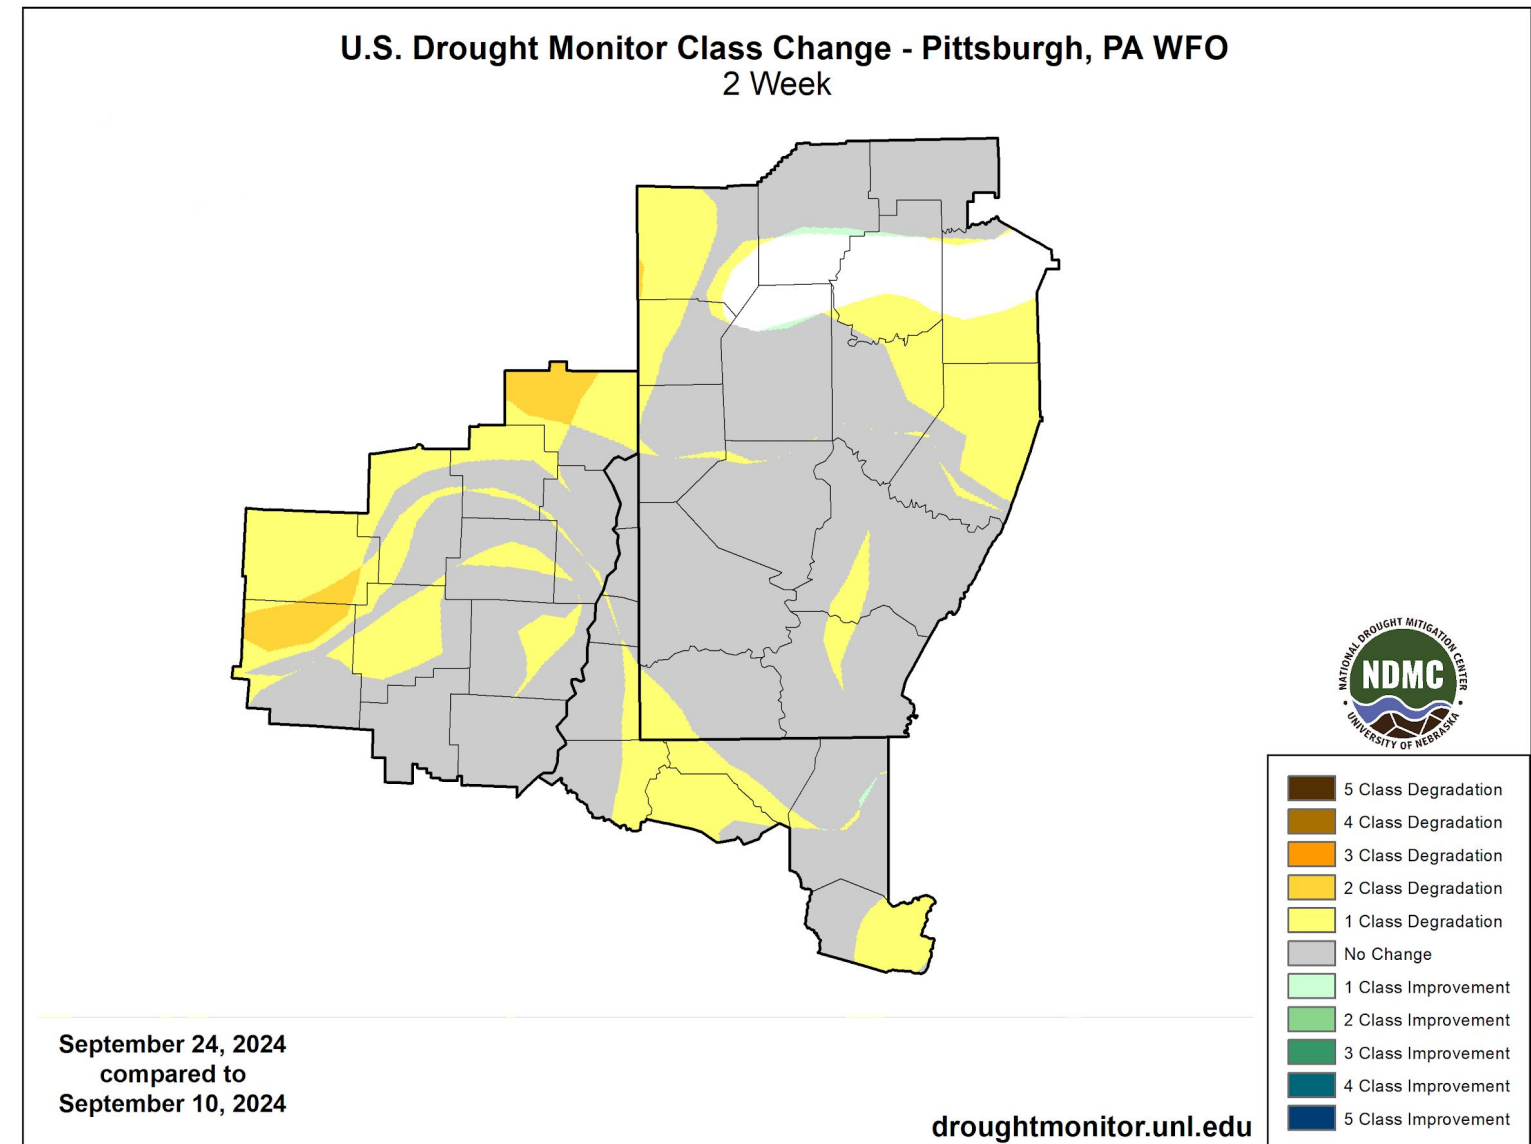 U.S. Drought Monitor Class Change - Pittsburgh, PA WFO
2 Week
NATIONAL DROUGHT MITIGATION CENTER
NDMC
UNIVERSITY OF NEBRASKA
5 Class Degradation
4 Class Degradation
3 Class Degradation
2 Class Degradation
1 Class Degradation
No Change
1 Class Improvement
2 Class Improvement
3 Class Improvement
4 Class Improvement
5 Class Improvement
September 24, 2024
compared to
September 10, 2024
droughtmonitor.unl.edu